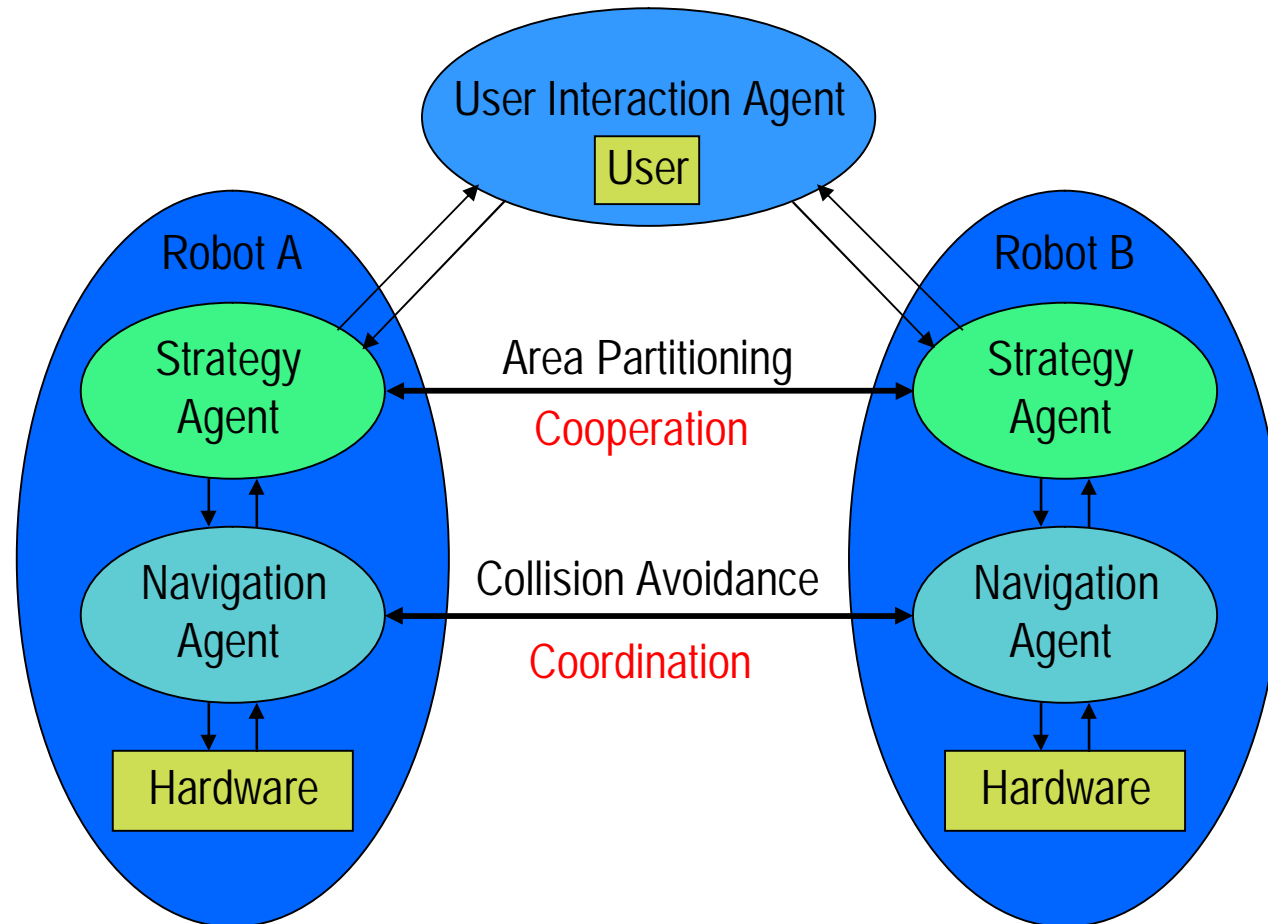 User Interaction Agent
User
Robot A
Robot B
Strategy
Agent
Area Partitioning
Cooperation
Strategy
Agent
Navigation
Agent
Collision Avoidance
Coordination
Navigation
Agent
Hardware
Hardware